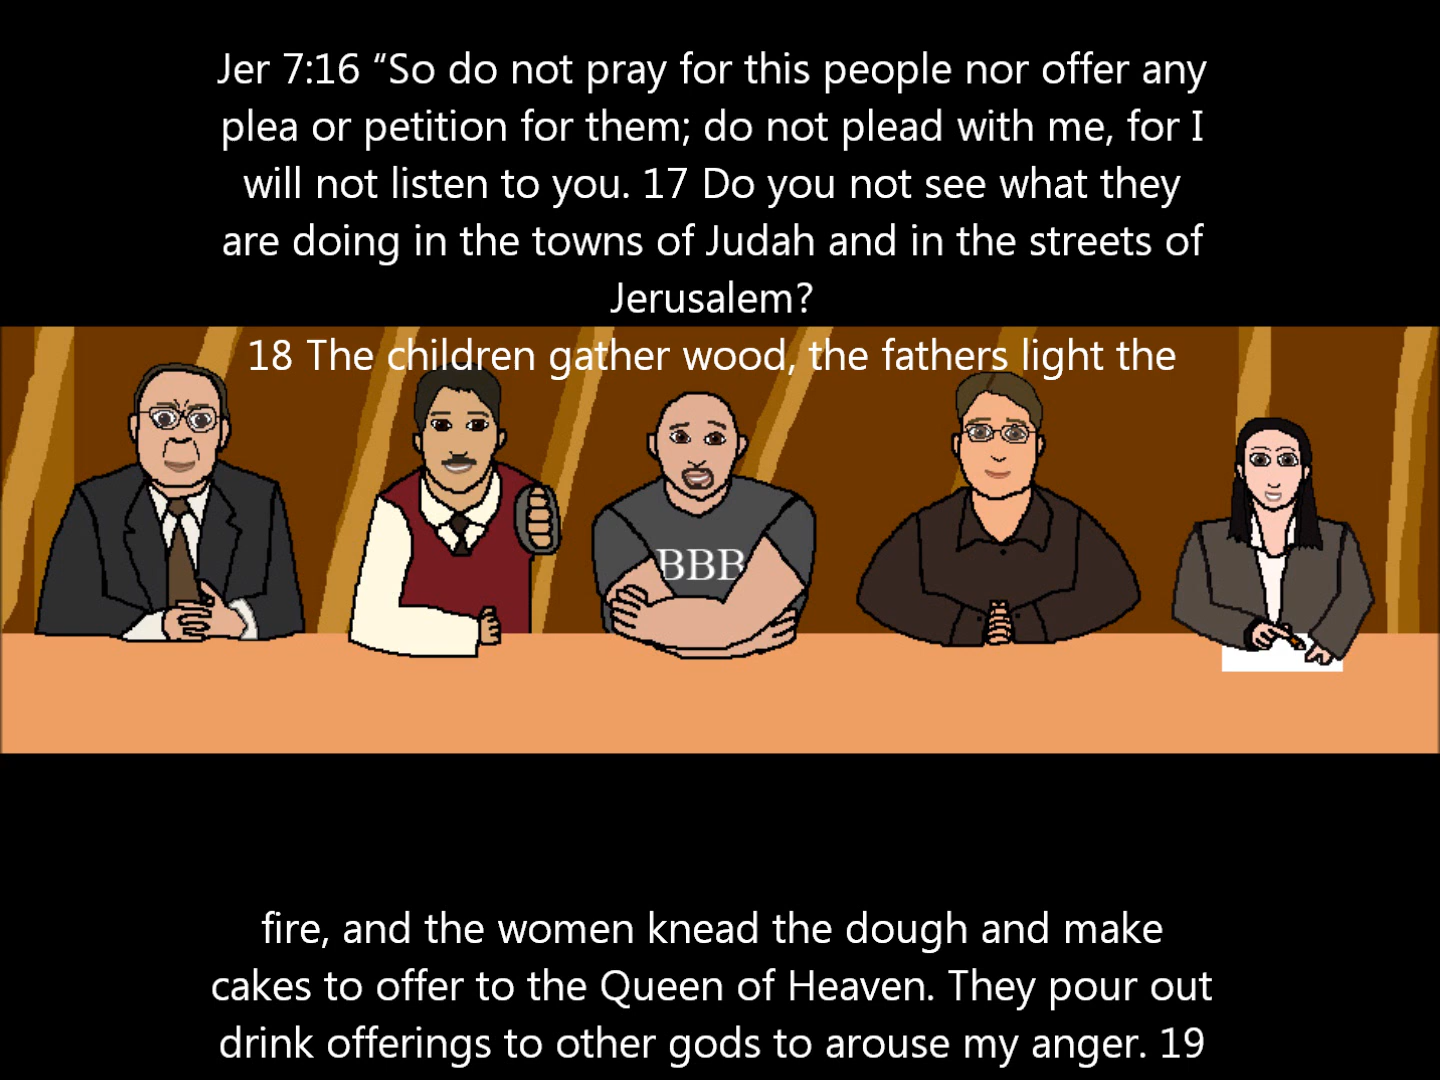 Jer 7:16 “So do not pray for this people nor offer any
plea or petition for them; do not plead with me, for I
will not listen to you. 17 Do you not see what they
are doing in the towns of Judah and in the streets of
Jerusalem?
18 The children gather wood, the fathers light the
BBB
fire, and the women knead the dough and make
cakes to offer to the Queen of Heaven. They pour out
drink offerings to other gods to arouse my anger. 19